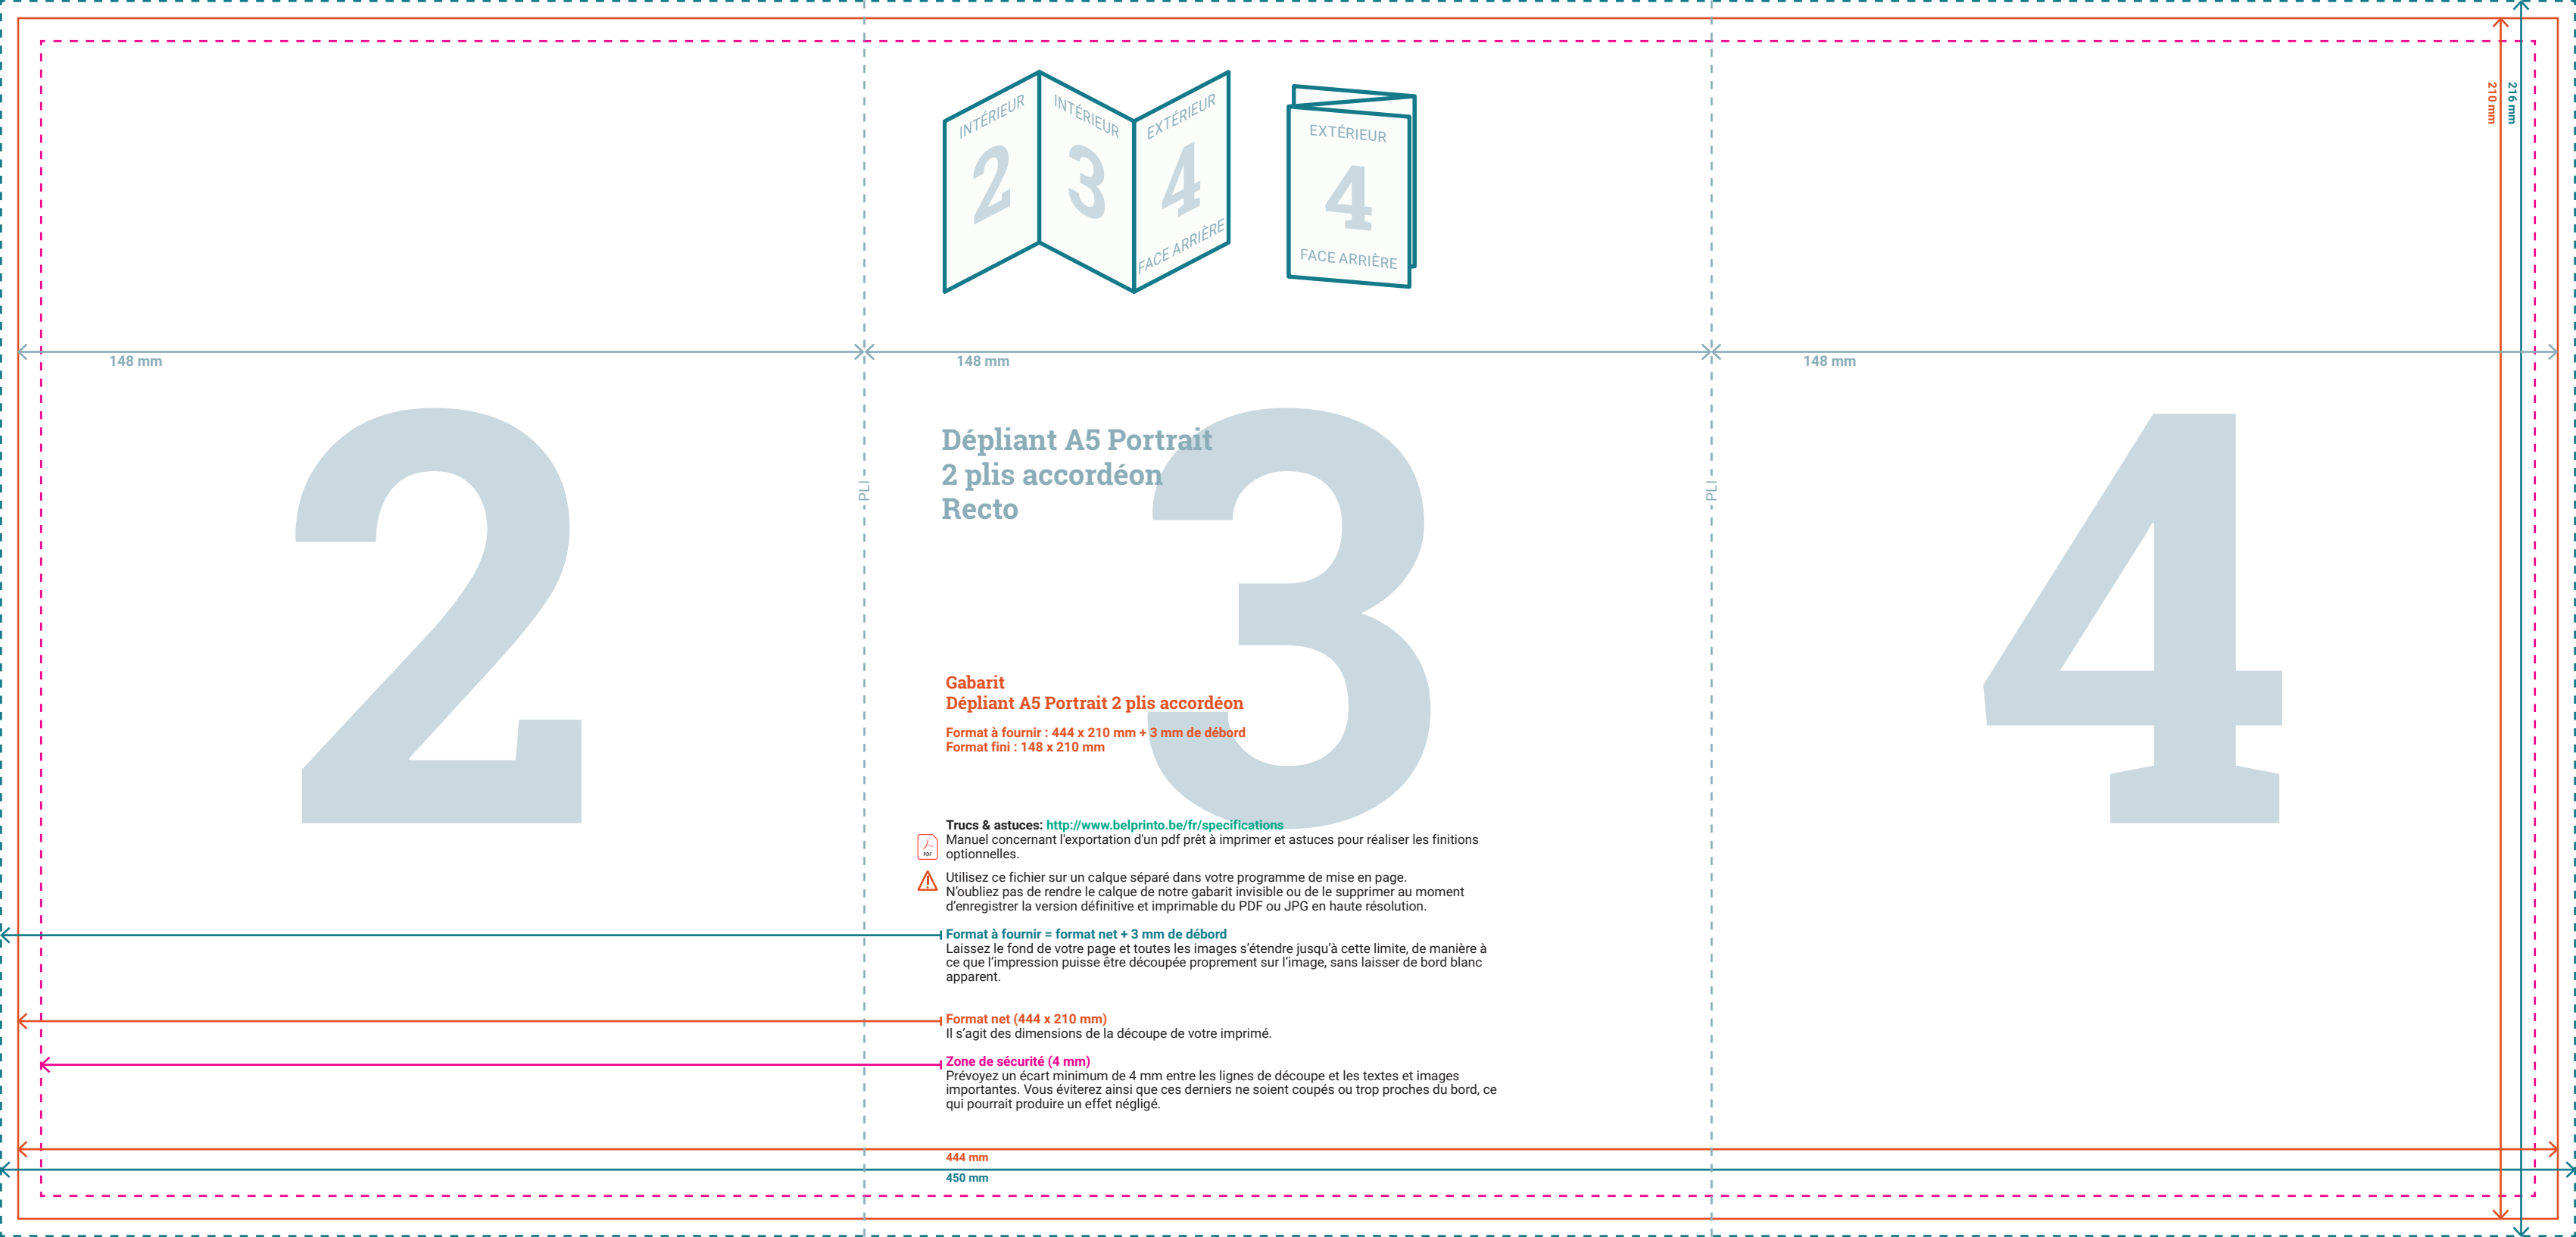 INTÉRIEUR
2
INTÉRIEUR
3
EXTÉRIEUR
4
FACE ARRIÈRE
EXTÉRIEUR
4
FACE ARRIÈRE
210 mm
216 mm
148 mm
148 mm
148 mm
2
3
4
PLI
PLI
Dépliant A5 Portrait
2 plis accordéon
Recto
Gabarit
Dépliant A5 Portrait 2 plis accordéon
Format à fournir : 444 x 210 mm + 3 mm de débord
Format fini : 148 x 210 mm
Trucs & astuces: http://www.belprinto.be/fr/specifications
Manuel concernant l'exportation d'un pdf prêt à imprimer et astuces pour réaliser les finitions
optionnelles.
PDF
Utilisez ce fichier sur un calque séparé dans votre programme de mise en page.
N’oubliez pas de rendre le calque de notre gabarit invisible ou de le supprimer au moment
d’enregistrer la version définitive et imprimable du PDF ou JPG en haute résolution.
Format à fournir = format net + 3 mm de débord
Laissez le fond de votre page et toutes les images s’étendre jusqu’à cette limite, de manière à
ce que l’impression puisse être découpée proprement sur l’image, sans laisser de bord blanc
apparent.
Format net (444 x 210 mm)
Il s’agit des dimensions de la découpe de votre imprimé.
Zone de sécurité (4 mm)
Prévoyez un écart minimum de 4 mm entre les lignes de découpe et les textes et images
importantes. Vous éviterez ainsi que ces derniers ne soient coupés ou trop proches du bord, ce
qui pourrait produire un effet négligé.
444 mm
450 mm